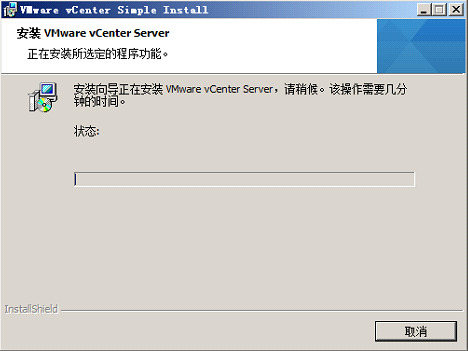 VMware vCenter Simple Install
安装 VMware vCenter Server
正在安装所选定的程序功能。
安装向导正在安装 VMware vCenter Server，请稍候。该操作需要几分
钟的时间。
状态:
InstallShield
取消